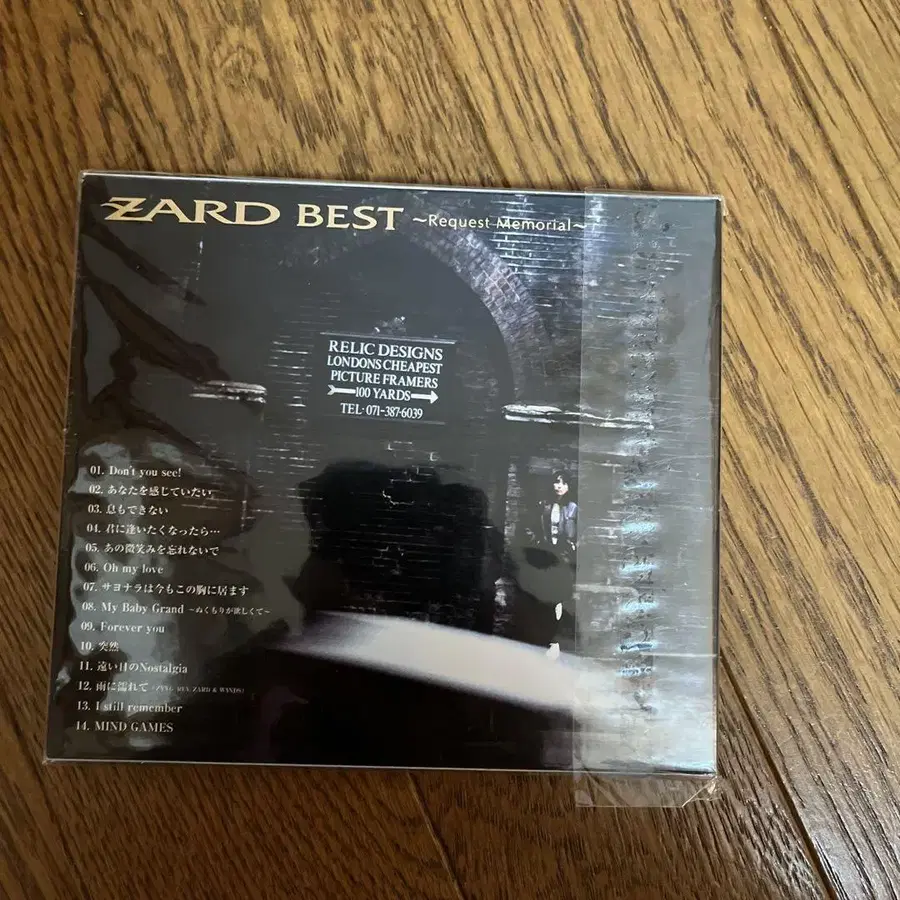 ZARD BEST ~Request Memorial~
RELIC DESIGNS
LONDONS CHEAPEST
PICTURE FRAMERS
100 YARDS
TEL·071-387-6039
01. Don't you see!
02. あなたを感じていたい
03. 息もできない
04. 君に逢いたくなったら…
05. あの微笑みを忘れないで
06. Oh my love
07. サヨナラは今もこの胸に居ます
08. My Baby Grand ~ぬくもりが欲しくて~
09. Forever you
10. 突然
11. 遠い日のNostalgia
12. 雨に濡れて (ZYYG, REV, ZARD & WANDS)
13. I still remember
14. MIND GAMES